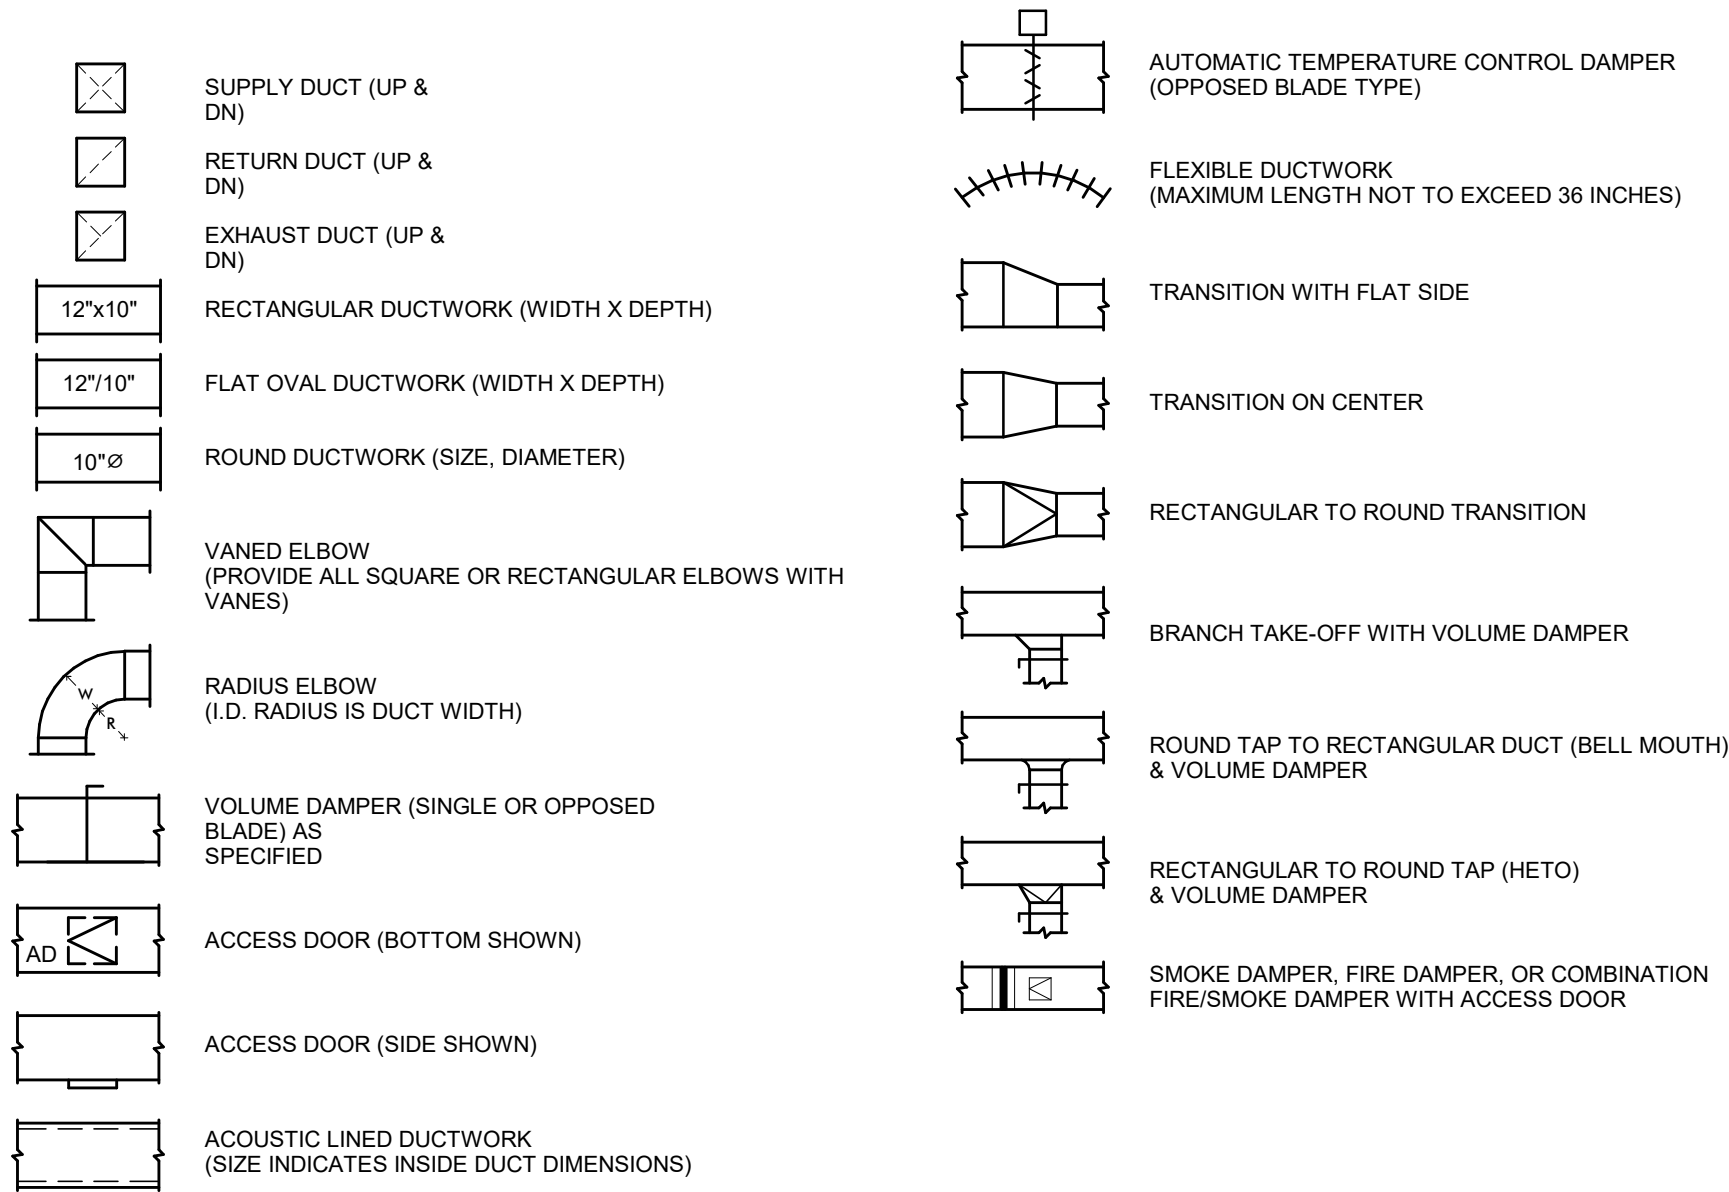 SUPPLY DUCT (UP &
DN)
RETURN DUCT (UP &
DN)
EXHAUST DUCT (UP &
DN)
12"x10"
RECTANGULAR DUCTWORK (WIDTH X DEPTH)
12"/10"
FLAT OVAL DUCTWORK (WIDTH X DEPTH)
10"Ø
ROUND DUCTWORK (SIZE, DIAMETER)
VANED ELBOW
(PROVIDE ALL SQUARE OR RECTANGULAR ELBOWS WITH
VANES)
W
R
RADIUS ELBOW
(I.D. RADIUS IS DUCT WIDTH)
VOLUME DAMPER (SINGLE OR OPPOSED
BLADE) AS
SPECIFIED
AD
ACCESS DOOR (BOTTOM SHOWN)
ACCESS DOOR (SIDE SHOWN)
ACOUSTIC LINED DUCTWORK
(SIZE INDICATES INSIDE DUCT DIMENSIONS)
AUTOMATIC TEMPERATURE CONTROL DAMPER
(OPPOSED BLADE TYPE)
FLEXIBLE DUCTWORK
(MAXIMUM LENGTH NOT TO EXCEED 36 INCHES)
TRANSITION WITH FLAT SIDE
TRANSITION ON CENTER
RECTANGULAR TO ROUND TRANSITION
BRANCH TAKE-OFF WITH VOLUME DAMPER
ROUND TAP TO RECTANGULAR DUCT (BELL MOUTH)
& VOLUME DAMPER
RECTANGULAR TO ROUND TAP (HETO)
& VOLUME DAMPER
SMOKE DAMPER, FIRE DAMPER, OR COMBINATION
FIRE/SMOKE DAMPER WITH ACCESS DOOR